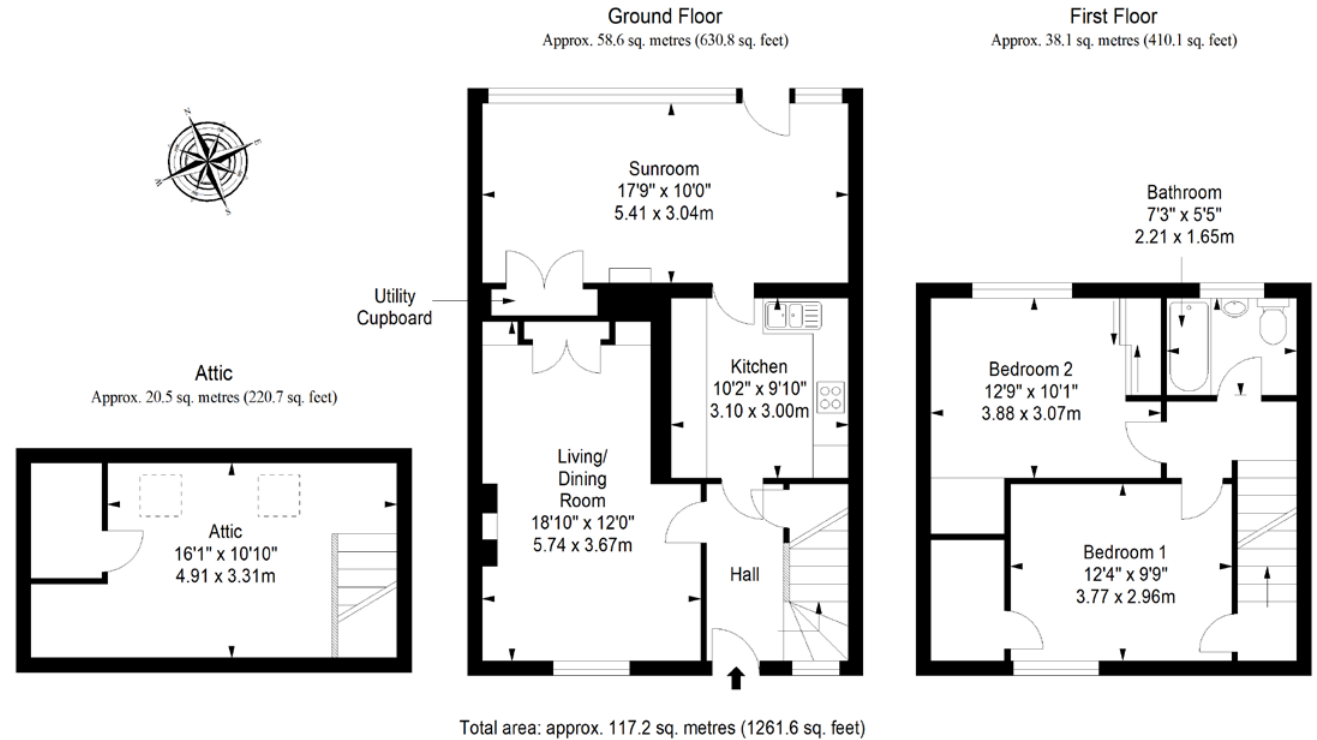 Ground Floor
Approx. 58.6 sq. metres (630.8 sq. feet)
First Floor
Approx. 38.1 sq. metres (410.1 sq. feet)
N
E
S
W
Sunroom
17'9" x 10'0"
5.41 x 3.04m
Bathroom
7'3" x 5'5"
2.21 x 1.65m
Utility
Cupboard
Attic
Approx. 20.5 sq. metres (220.7 sq. feet)
Kitchen
10'2" x 9'10"
3.10 x 3.00m
Bedroom 2
12'9" x 10'1"
3.88 x 3.07m
Living/
Dining
Room
18'10" x 12'0"
5.74 x 3.67m
Attic
16'1" x 10'10"
4.91 x 3.31m
Hall
Bedroom 1
12'4" x 9'9"
3.77 x 2.96m
Total area: approx. 117.2 sq. metres (1261.6 sq. feet)